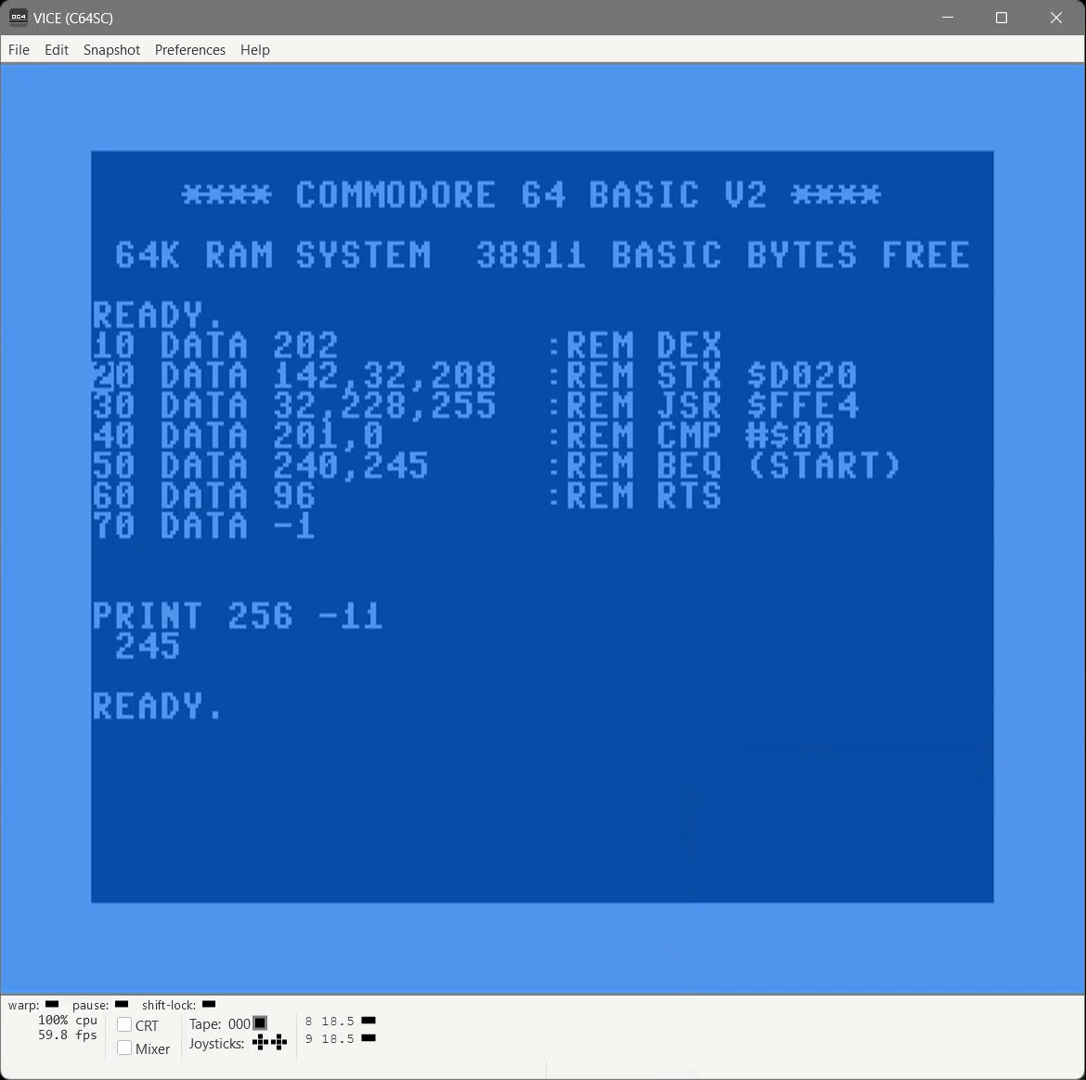 VICE (C64SC)
File Edit Snapshot Preferences Help
**** COMMODORE 64 BASIC V2 ****
64K RAM SYSTEM  38911 BASIC BYTES FREE
READY.
10 DATA 202         :REM DEX
20 DATA 142,32,208  :REM STX $D020
30 DATA 32,228,255  :REM JSR $FFE4
40 DATA 201,0       :REM CMP #$00
50 DATA 240,245     :REM BEQ (START)
60 DATA 96          :REM RTS
70 DATA -1
PRINT 256 -11
245
READY.
warp: pause: shift-lock:
100% cpu
59.8 fps
CRT
Mixer
Tape: 000
Joysticks:
8 18.5
9 18.5